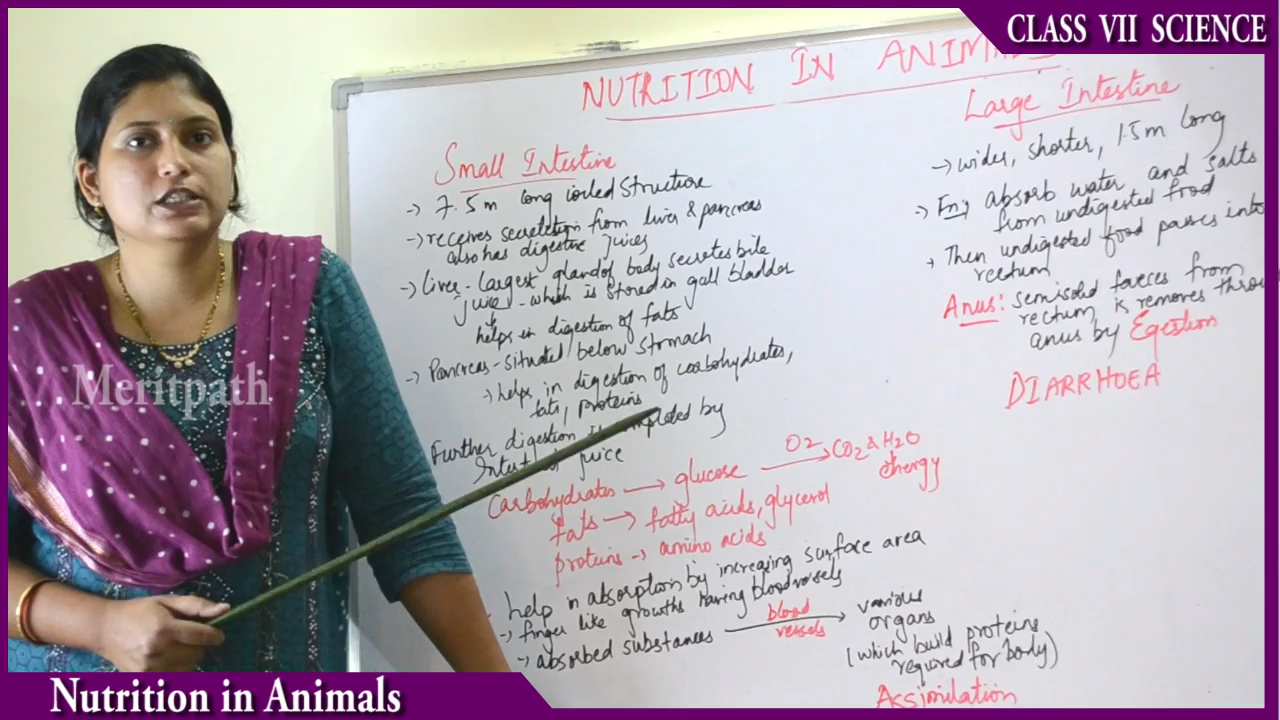 CLASS VII SCIENCE
NUTRITION IN
Small Intestine
-> 7.5 m long coiled structure
-> receives secretion from liver & pancreas
also has digestive juices
-> Liver - largest gland of body secretes bile
juice - which is stored in gall bladder
helps in digestion of fats
-> Pancreas - situated below stomach
-> helps in digestion of carbohydrates,
fats, proteins
Further digestion is completed by
juice
Carbohydrates -> glucose O2 -> CO2 & H2O
energy
fats -> fatty acids, glycerol
proteins -> amino acids
help in absorption by increasing surface area
-> finger like growths having blood vessels
-> absorbed substances blood vessels -> various
organs
(which build proteins
required for body)
Assimilation
Large Intestine
-> wider, shorter, 1.5 m long
-> absorb water and salts
from undigested food
Then undigested food passes into
rectum
Anus: semisolid faeces from
rectum is removes
anus by Egestion
DIARRHOEA
Meritpath
Nutrition in Animals